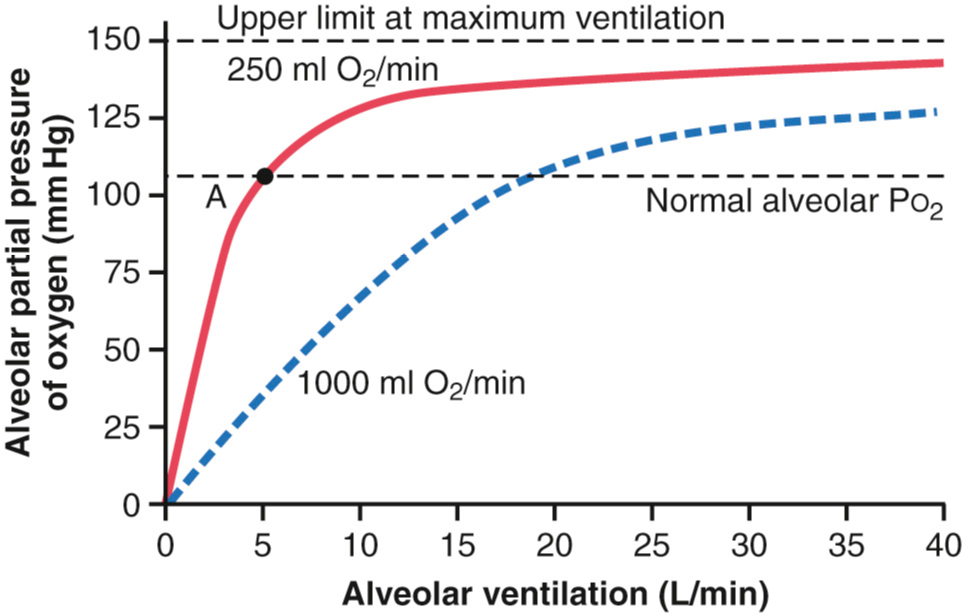 Upper limit at maximum ventilation
250 ml O₂/min
A
Normal alveolar PO₂
1000 ml O₂/min
Alveolar partial pressure
of oxygen (mm Hg)
150
125
100
75
50
25
0
0 5 10 15 20 25 30 35 40
Alveolar ventilation (L/min)